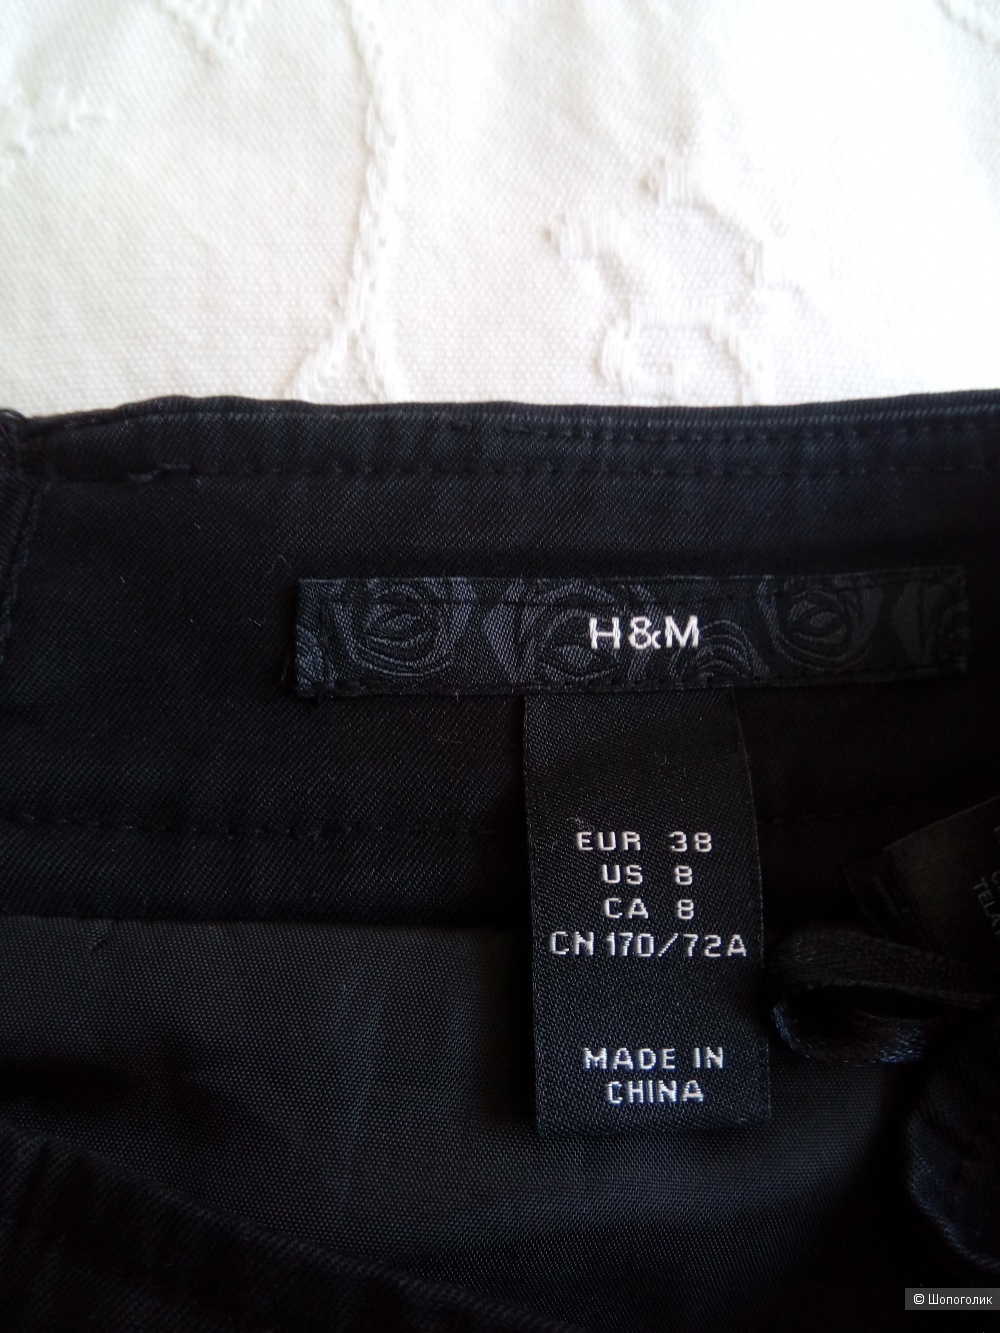 H&M
EUR 38
US 8
CA 8
CN 170/72A
MADE IN
CHINA
© Шопоголик